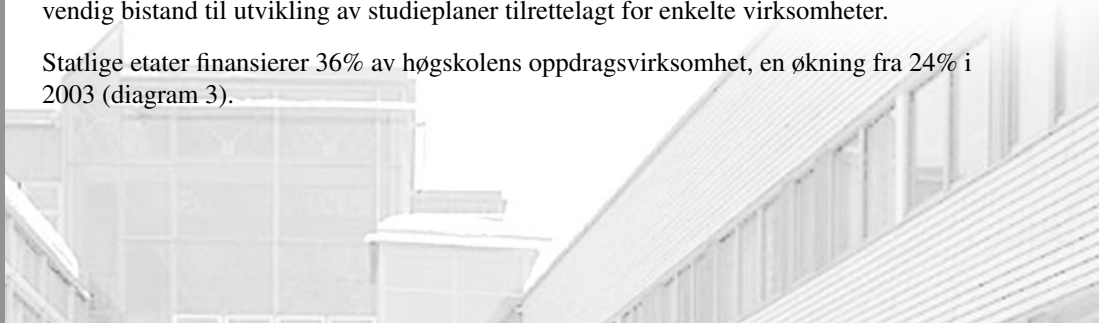 vendig bistand til utvikling av studieplaner tilrettelagt for enkelte virksomheter.
Statlige etater finansierer 36% av høgskolens oppdragsvirksomhet, en økning fra 24% i
2003 (diagram 3).